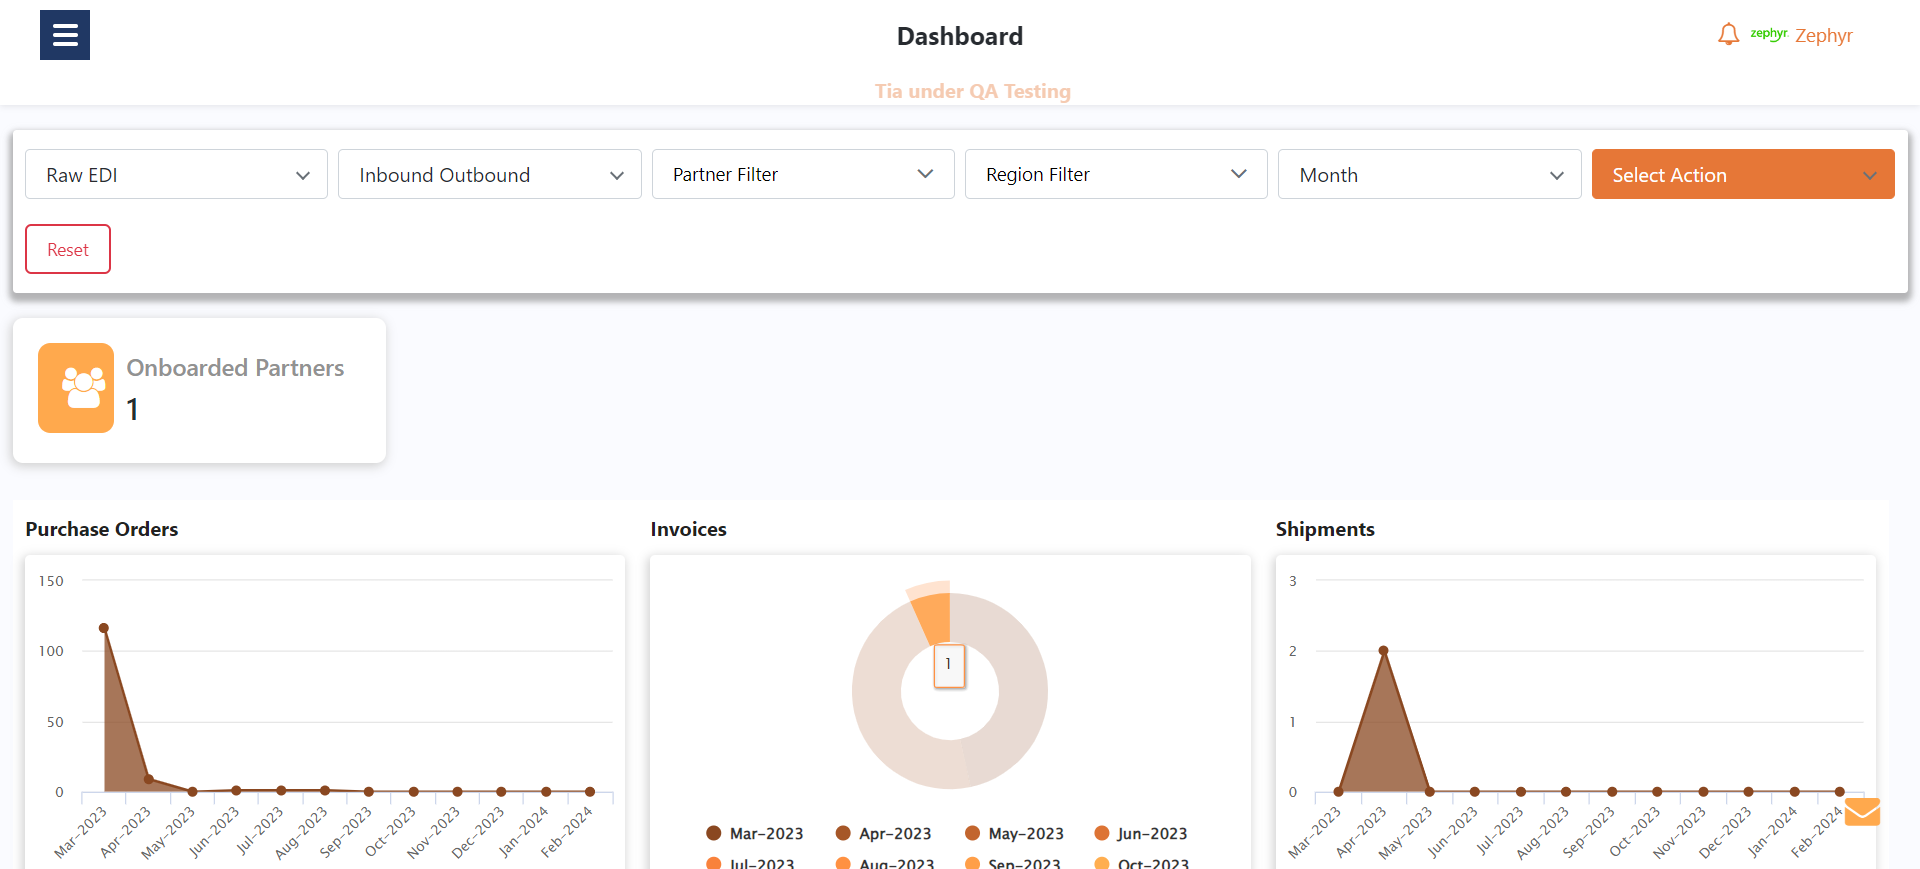 Dashboard
zephyr Zephyr
Tia under QA Testing
Raw EDI
Inbound Outbound
Partner Filter
Region Filter
Month
Select Action
Reset
Onboarded Partners
1
Purchase Orders
150
100
50
0
Mar-2023
Apr-2023
May-2023
Jun-2023
Jul-2023
Aug-2023
Sep-2023
Oct-2023
Nov-2023
Dec-2023
Jan-2024
Feb-2024
Invoices
1
Mar-2023 Apr-2023 May-2023 Jun-2023
Jul-2023 Aug-2023 Sep-2023 Oct-2023
Shipments
3
2
1
0
Mar-2023
Apr-2023
May-2023
Jun-2023
Jul-2023
Aug-2023
Sep-2023
Oct-2023
Nov-2023
Dec-2023
Jan-2024
Feb-2024